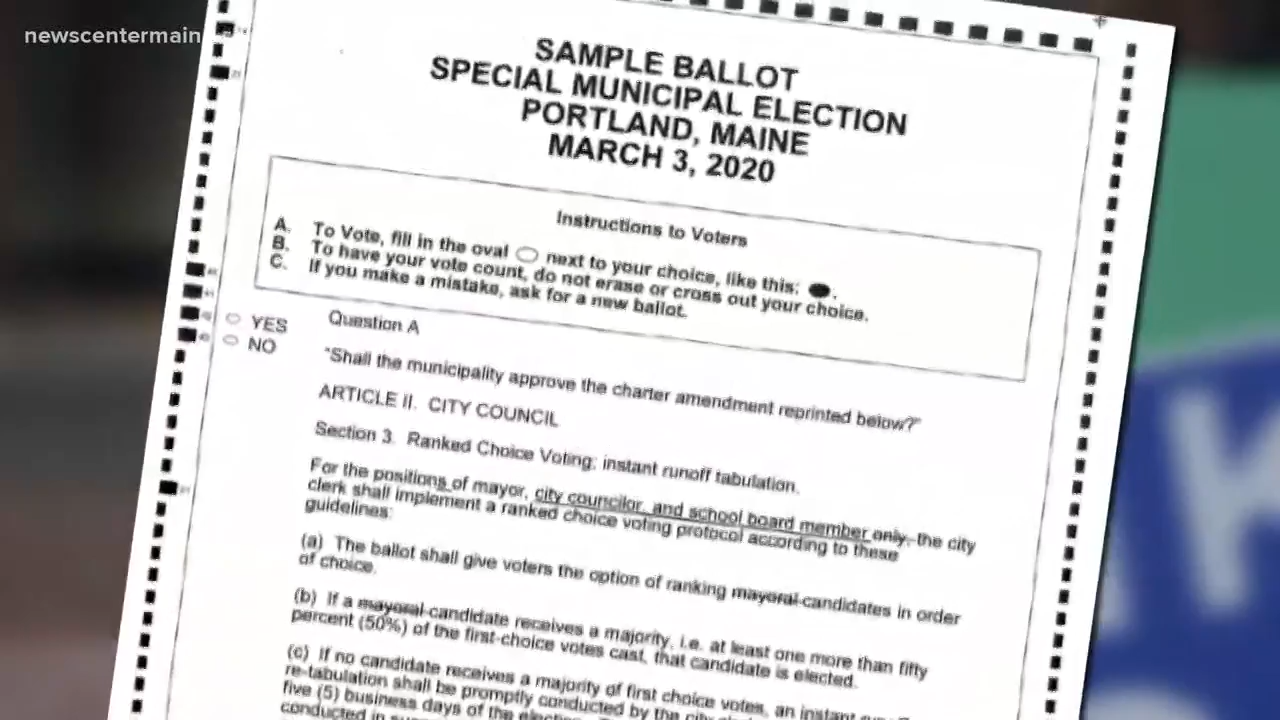 newscentermain
SAMPLE BALLOT
SPECIAL MUNICIPAL ELECTION
PORTLAND, MAINE
MARCH 3, 2020
Instructions to Voters
A. To Vote, fill in the oval next to your choice, like this: .
B. To have your vote count, do not erase or cross out your choice.
C. If you make a mistake, ask for a new ballot.
YES
NO
Question A
"Shall the municipality approve the charter amendment reprinted below?"
ARTICLE II. CITY COUNCIL
Section 3. Ranked Choice Voting; instant runoff tabulation.
For the positions of mayor, city councilor, and school board member only, the city
clerk shall implement a ranked choice voting protocol according to these
guidelines:
(a) The ballot shall give voters the option of ranking mayoral candidates in order
of choice.
(b) If a mayoral candidate receives a majority, i.e. at least one more than fifty
percent (50%) of the first-choice votes cast, that candidate is elected.
(c) If no candidate receives a majority of first choice votes, an instant
re-tabulation shall be promptly conducted by the city
five (5) business days of the
conducted in
K